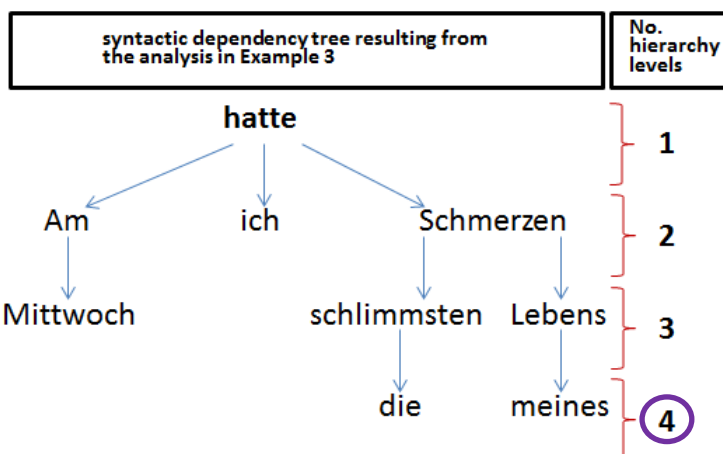 syntactic dependency tree resulting from
the analysis in Example 3
No.
hierarchy
levels
hatte
1
Am ich Schmerzen
2
Mittwoch schlimmsten Lebens
3
die meines
4